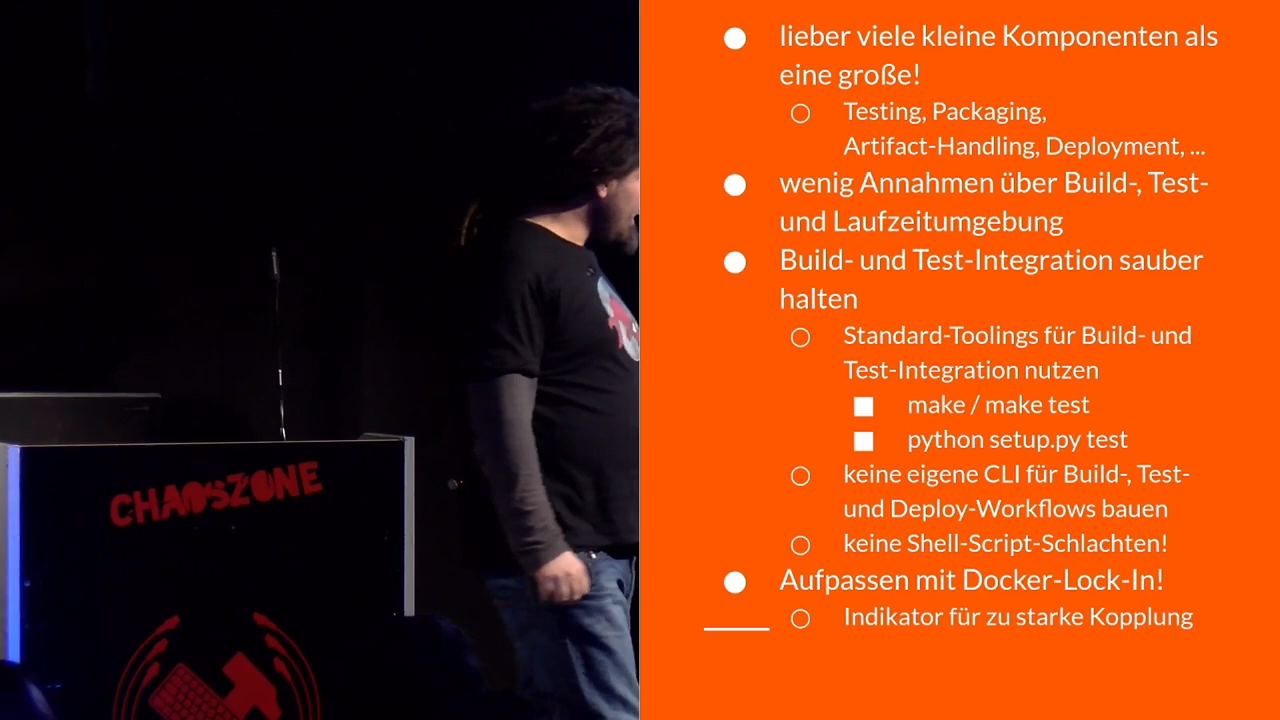 CHAOSZONE
lieber viele kleine Komponenten als
eine große!
Testing, Packaging,
Artifact-Handling, Deployment, ...
wenig Annahmen über Build-, Test-
und Laufzeitumgebung
Build- und Test-Integration sauber
halten
Standard-Toolings für Build- und
Test-Integration nutzen
make / make test
python setup.py test
keine eigene CLI für Build-, Test-
und Deploy-Workflows bauen
keine Shell-Script-Schlachten!
Aufpassen mit Docker-Lock-In!
Indikator für zu starke Kopplung